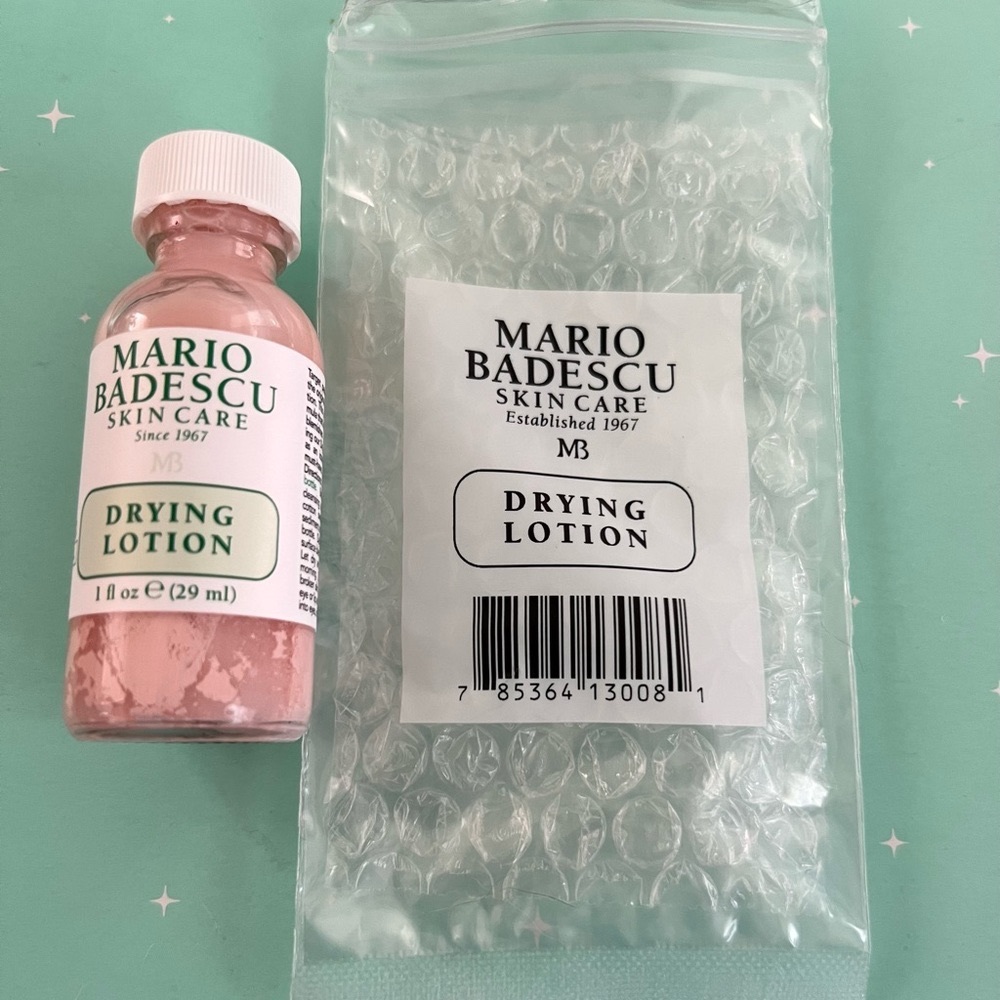 MARIO
BADESCU
SKIN CARE
Since 1967
MB
DRYING
LOTION
1 fl oz ℮ (29 ml)
MARIO
BADESCU
SKIN CARE
Established 1967
MB
DRYING
LOTION
7 85364 13008 1